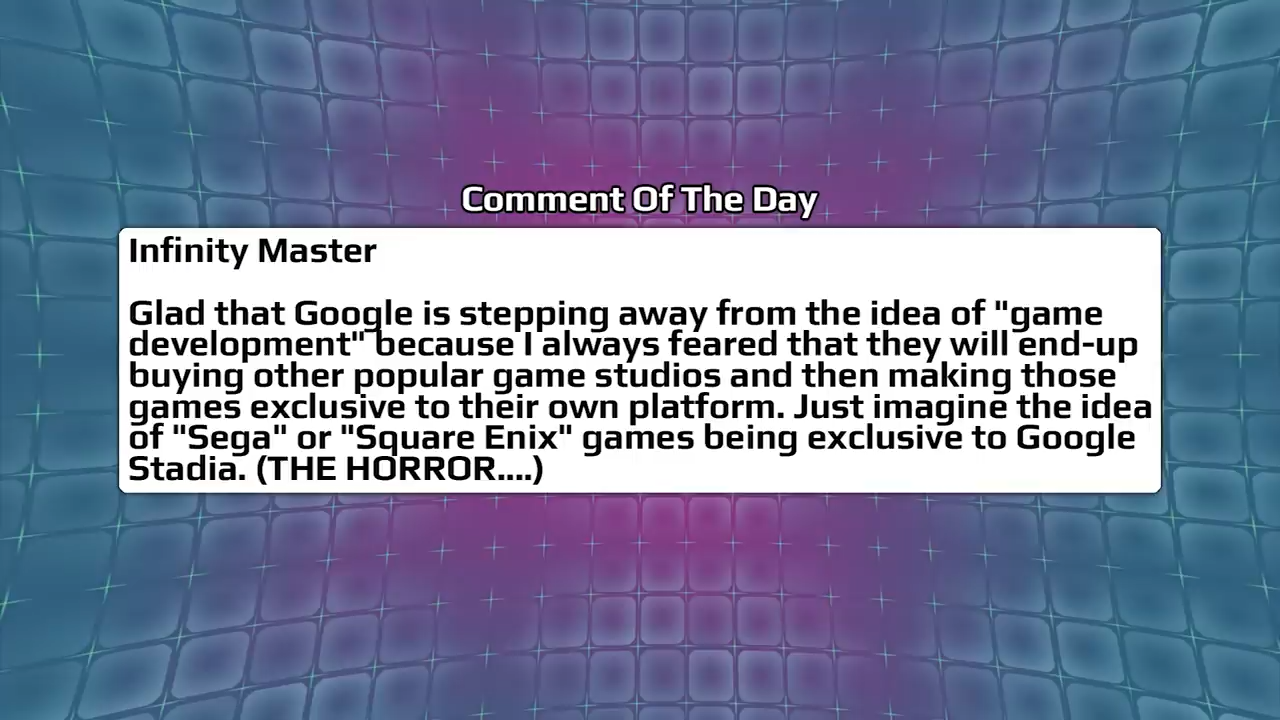 Comment Of The Day
Infinity Master
Glad that Google is stepping away from the idea of "game
development" because I always feared that they will end-up
buying other popular game studios and then making those
games exclusive to their own platform. Just imagine the idea
of "Sega" or "Square Enix" games being exclusive to Google
Stadia. (THE HORROR....)